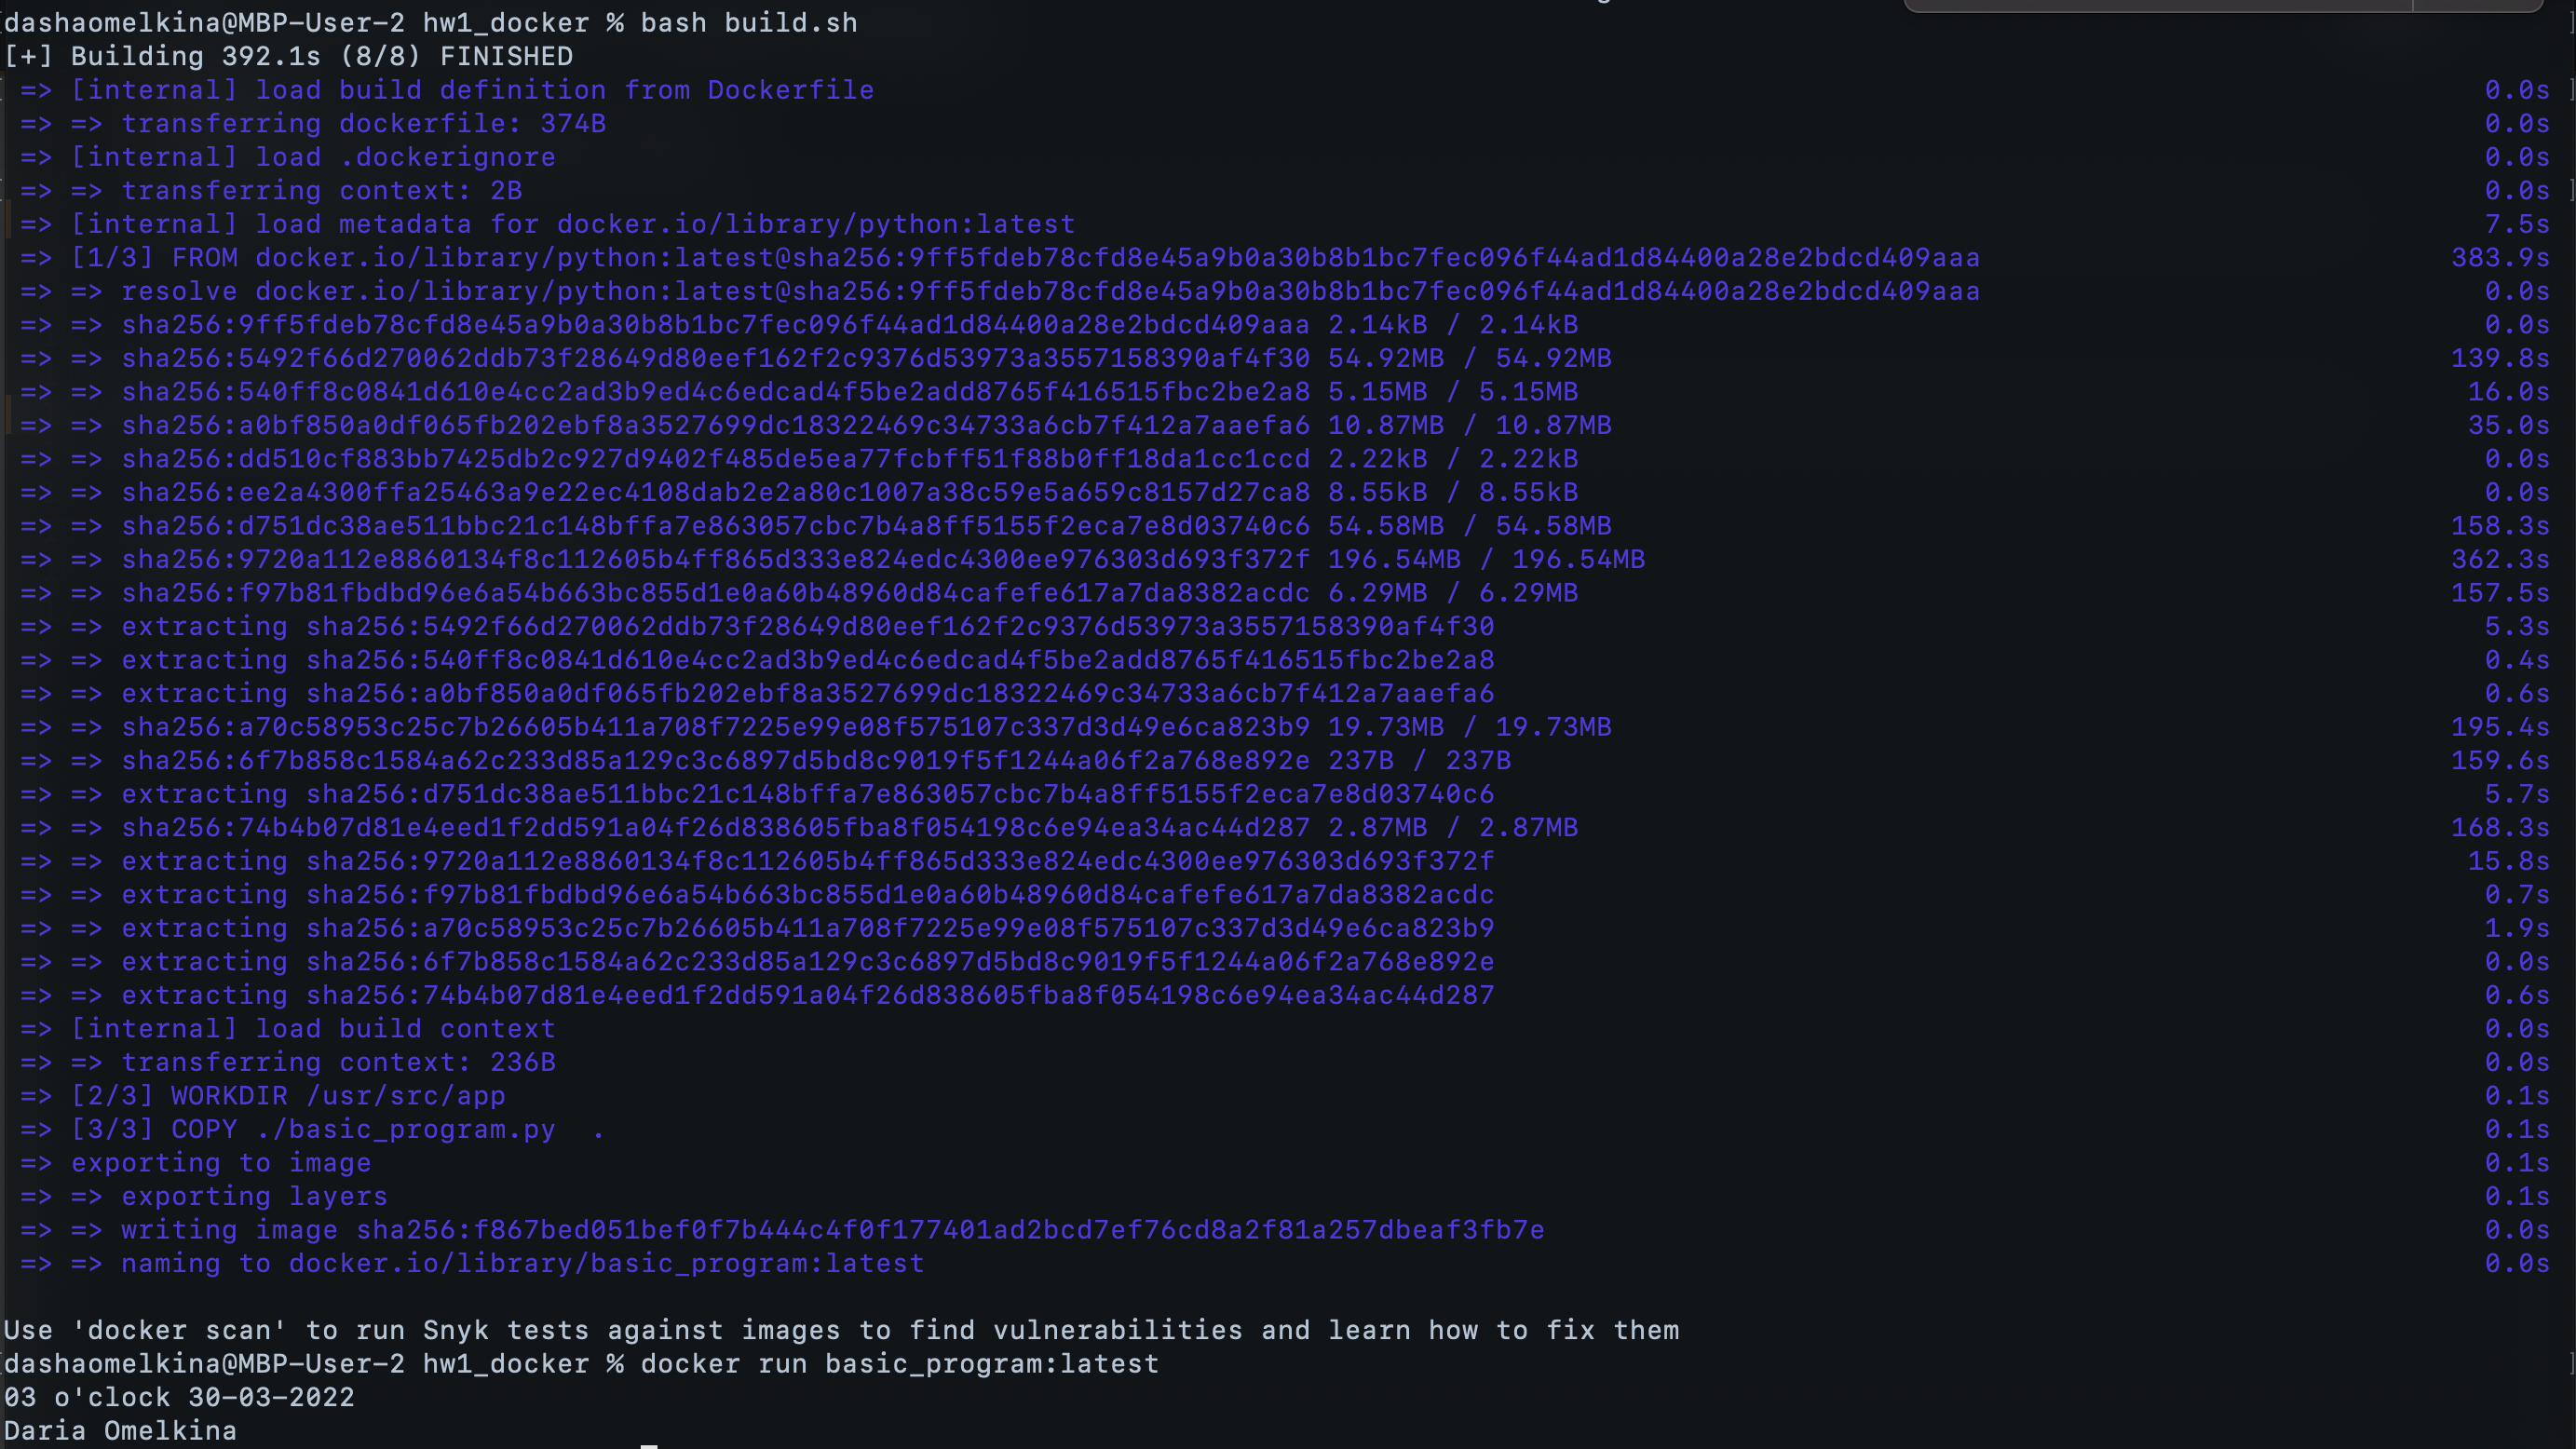 dashaomelkina@MBP-User-2 hw1_docker % bash build.sh
[+] Building 392.1s (8/8) FINISHED
=> [internal] load build definition from Dockerfile 0.0s
=> => transferring dockerfile: 374B 0.0s
=> [internal] load .dockerignore 0.0s
=> => transferring context: 2B 0.0s
=> [internal] load metadata for docker.io/library/python:latest 7.5s
=> [1/3] FROM docker.io/library/python:latest@sha256:9ff5fdeb78cfd8e45a9b0a30b8b1bc7fec096f44ad1d84400a28e2bdcd409aaa 383.9s
=> => resolve docker.io/library/python:latest@sha256:9ff5fdeb78cfd8e45a9b0a30b8b1bc7fec096f44ad1d84400a28e2bdcd409aaa 0.0s
=> => sha256:9ff5fdeb78cfd8e45a9b0a30b8b1bc7fec096f44ad1d84400a28e2bdcd409aaa 2.14kB / 2.14kB 0.0s
=> => sha256:5492f66d270062ddb73f28649d80eef162f2c9376d53973a3557158390af4f30 54.92MB / 54.92MB 139.8s
=> => sha256:540ff8c0841d610e4cc2ad3b9ed4c6edcad4f5be2add8765f416515fbc2be2a8 5.15MB / 5.15MB 16.0s
=> => sha256:a0bf850a0df065fb202ebf8a3527699dc18322469c34733a6cb7f412a7aaefa6 10.87MB / 10.87MB 35.0s
=> => sha256:dd510cf883bb7425db2c927d9402f485de5ea77fcbff51f88b0ff18da1cc1ccd 2.22kB / 2.22kB 0.0s
=> => sha256:ee2a4300ffa25463a9e22ec4108dab2e2a80c1007a38c59e5a659c8157d27ca8 8.55kB / 8.55kB 0.0s
=> => sha256:d751dc38ae511bbc21c148bffa7e863057cbc7b4a8ff5155f2eca7e8d03740c6 54.58MB / 54.58MB 158.3s
=> => sha256:9720a112e8860134f8c112605b4ff865d333e824edc4300ee976303d693f372f 196.54MB / 196.54MB 362.3s
=> => sha256:f97b81fbdbd96e6a54b663bc855d1e0a60b48960d84cafefe617a7da8382acdc 6.29MB / 6.29MB 157.5s
=> => extracting sha256:5492f66d270062ddb73f28649d80eef162f2c9376d53973a3557158390af4f30 5.3s
=> => extracting sha256:540ff8c0841d610e4cc2ad3b9ed4c6edcad4f5be2add8765f416515fbc2be2a8 0.4s
=> => extracting sha256:a0bf850a0df065fb202ebf8a3527699dc18322469c34733a6cb7f412a7aaefa6 0.6s
=> => sha256:a70c58953c25c7b26605b411a708f7225e99e08f575107c337d3d49e6ca823b9 19.73MB / 19.73MB 195.4s
=> => sha256:6f7b858c1584a62c233d85a129c3c6897d5bd8c9019f5f1244a06f2a768e892e 237B / 237B 159.6s
=> => extracting sha256:d751dc38ae511bbc21c148bffa7e863057cbc7b4a8ff5155f2eca7e8d03740c6 5.7s
=> => sha256:74b4b07d81e4eed1f2dd591a04f26d838605fba8f054198c6e94ea34ac44d287 2.87MB / 2.87MB 168.3s
=> => extracting sha256:9720a112e8860134f8c112605b4ff865d333e824edc4300ee976303d693f372f 15.8s
=> => extracting sha256:f97b81fbdbd96e6a54b663bc855d1e0a60b48960d84cafefe617a7da8382acdc 0.7s
=> => extracting sha256:a70c58953c25c7b26605b411a708f7225e99e08f575107c337d3d49e6ca823b9 1.9s
=> => extracting sha256:6f7b858c1584a62c233d85a129c3c6897d5bd8c9019f5f1244a06f2a768e892e 0.0s
=> => extracting sha256:74b4b07d81e4eed1f2dd591a04f26d838605fba8f054198c6e94ea34ac44d287 0.6s
=> [internal] load build context 0.0s
=> => transferring context: 236B 0.0s
=> [2/3] WORKDIR /usr/src/app 0.1s
=> [3/3] COPY ./basic_program.py  . 0.1s
=> exporting to image 0.1s
=> => exporting layers 0.1s
=> => writing image sha256:f867bed051bef0f7b444c4f0f177401ad2bcd7ef76cd8a2f81a257dbeaf3fb7e 0.0s
=> => naming to docker.io/library/basic_program:latest 0.0s
Use 'docker scan' to run Snyk tests against images to find vulnerabilities and learn how to fix them
dashaomelkina@MBP-User-2 hw1_docker % docker run basic_program:latest
03 o'clock 30-03-2022
Daria Omelkina